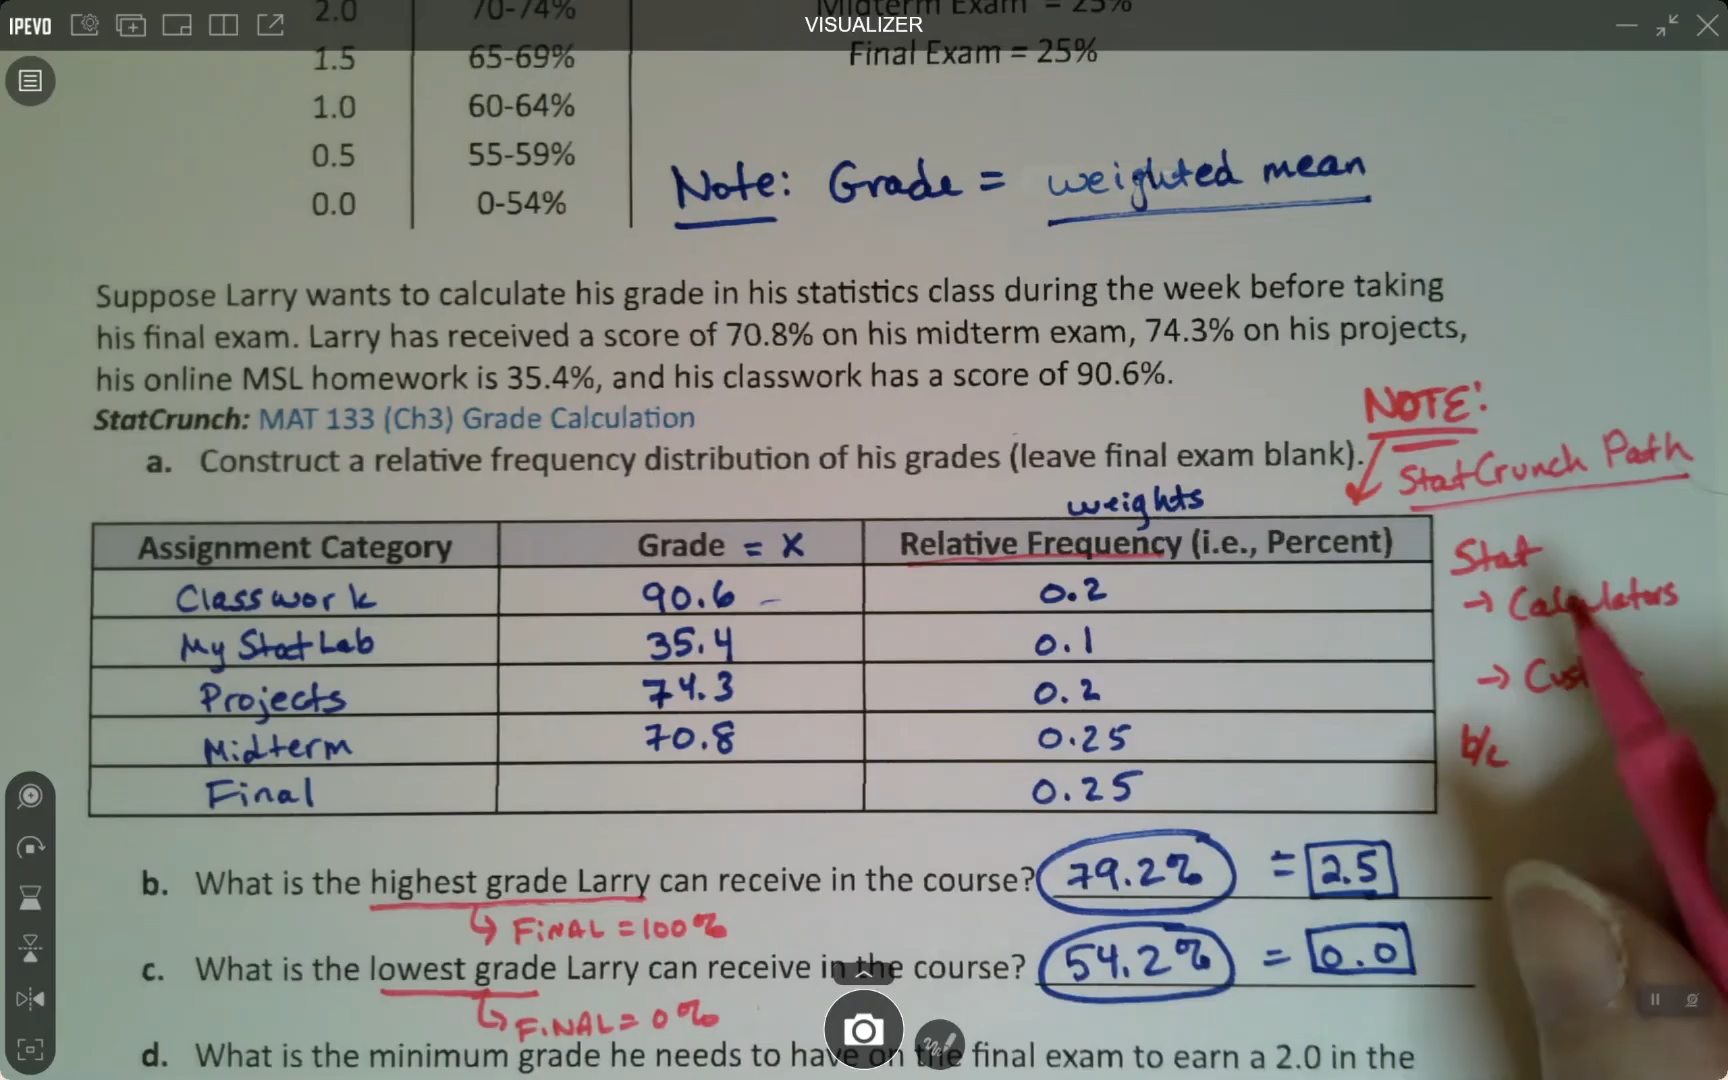 IPEVO
VISUALIZER
2.0 70-74% Midterm Exam = 25%
1.5 65-69% Final Exam = 25%
1.0 60-64%
0.5 55-59%
0.0 0-54%
Note: Grade = weighted mean
Suppose Larry wants to calculate his grade in his statistics class during the week before taking
his final exam. Larry has received a score of 70.8% on his midterm exam, 74.3% on his projects,
his online MSL homework is 35.4%, and his classwork has a score of 90.6%.
StatCrunch: MAT 133 (Ch3) Grade Calculation
NOTE:
a. Construct a relative frequency distribution of his grades (leave final exam blank).
StatCrunch Path
weights
Assignment Category Grade = X Relative Frequency (i.e., Percent)
Stat
Classwork 90.6 0.2
→ Calculators
My Stat Lab 35.4 0.1
Projects 74.3 0.2
→
Midterm 70.8 0.25
b/c
Final 0.25
b. What is the highest grade Larry can receive in the course? 79.2% = 2.5
↳ FINAL = 100%
c. What is the lowest grade Larry can receive in the course? 54.2% = 0.0
↳ FINAL = 0%
d. What is the minimum grade he needs to have on the final exam to earn a 2.0 in the